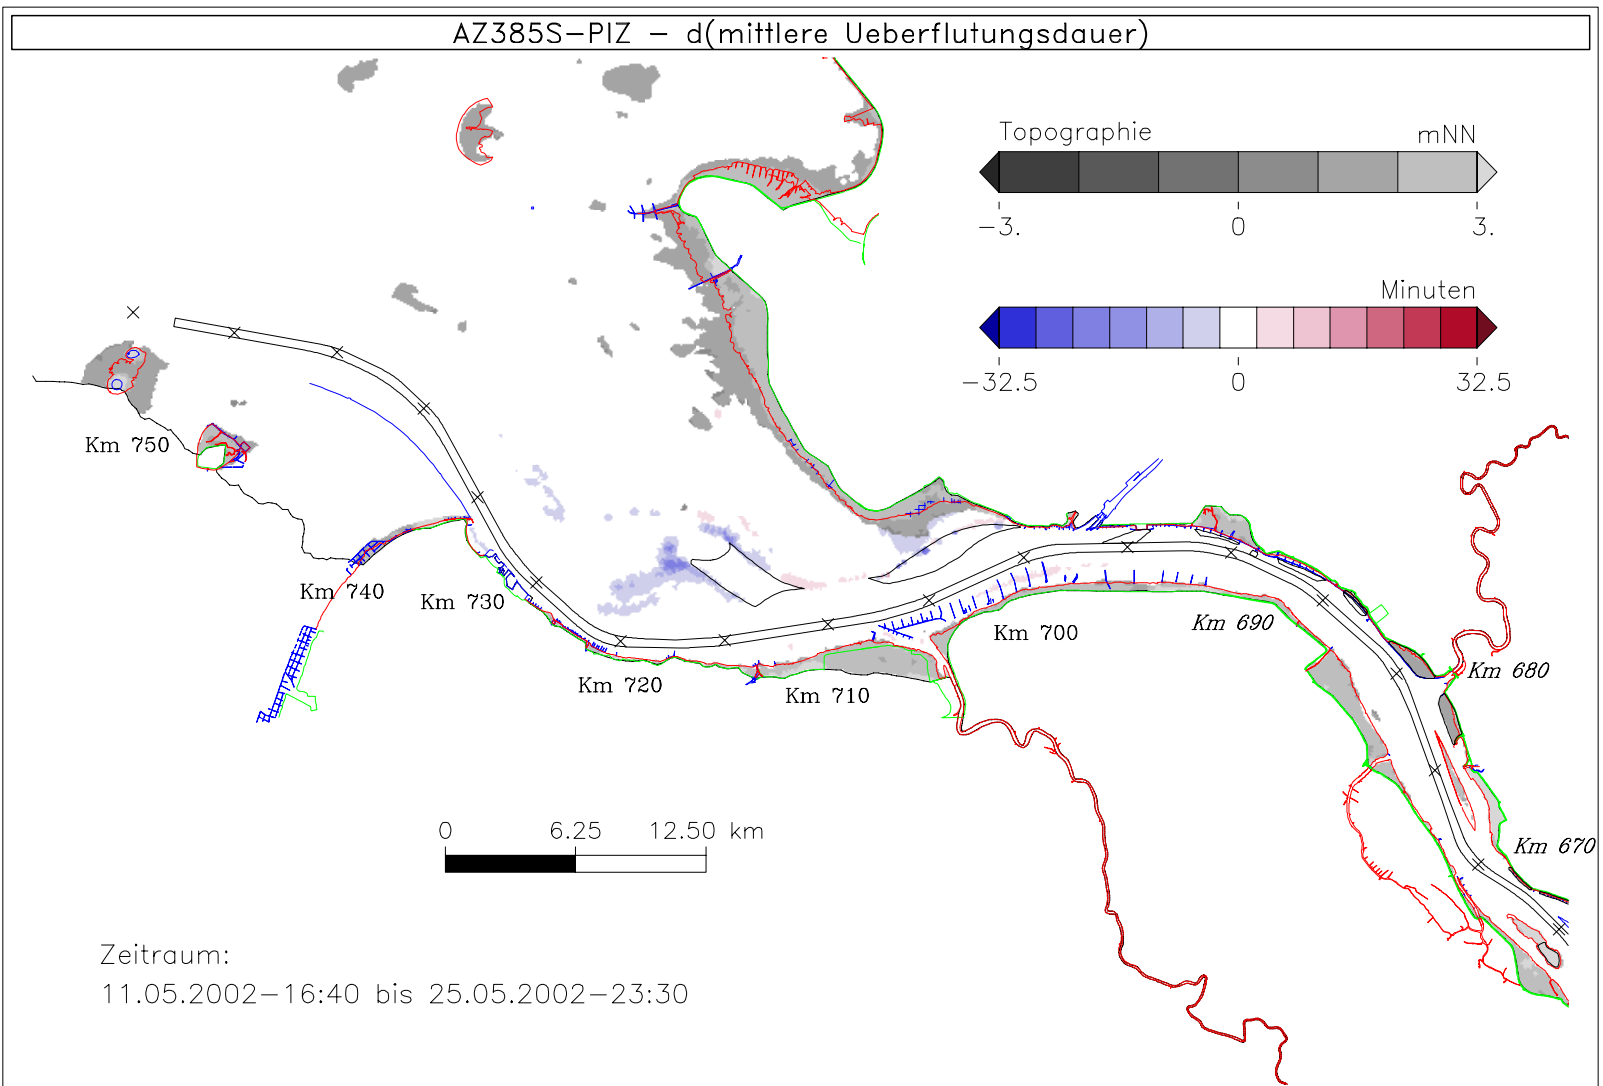 AZ385S-PIZ - d(mittlere Ueberflutungsdauer)
Topographie mNN
-3. 0 3.
Minuten
-32.5 0 32.5
Km 750
Km 740
Km 730
Km 720
Km 710
Km 700
Km 690
Km 680
Km 670
0 6.25 12.50 km
Zeitraum:
11.05.2002-16:40 bis 25.05.2002-23:30